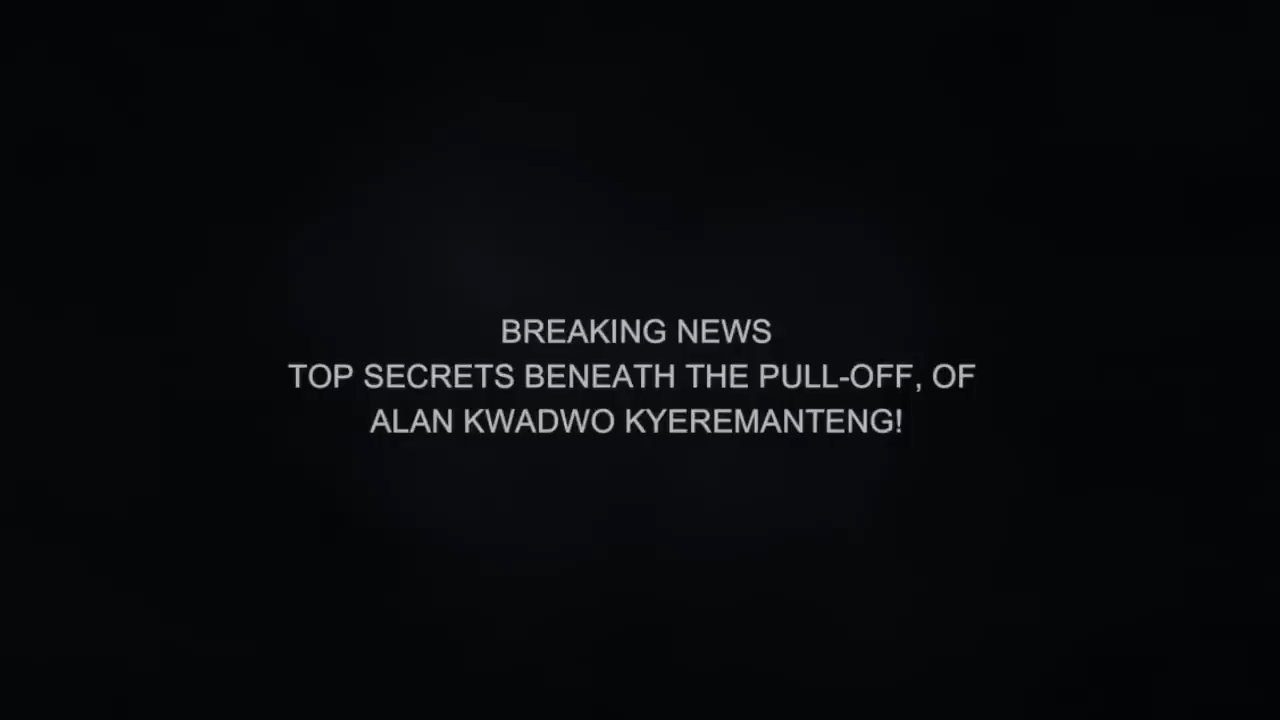 BREAKING NEWS
TOP SECRETS BENEATH THE PULL-OFF, OF
ALAN KWADWO KYEREMANTENG!